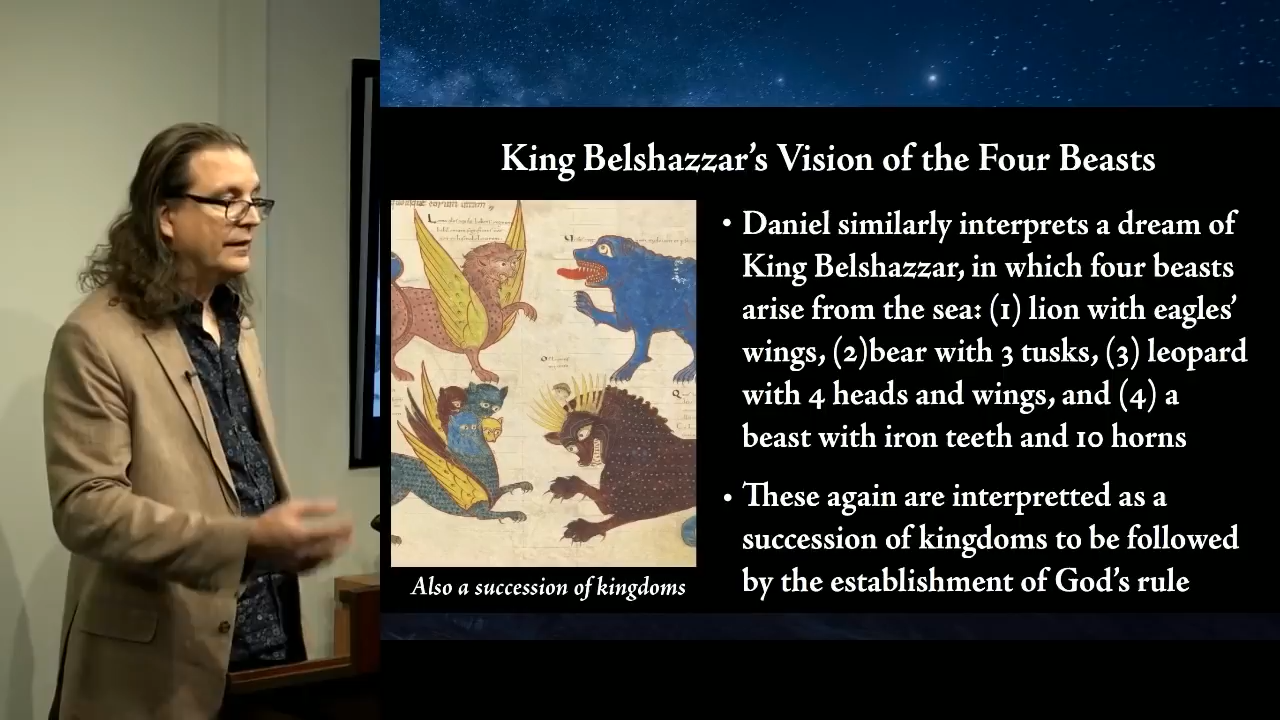 King Belshazzar's Vision of the Four Beasts
• Daniel similarly interprets a dream of
King Belshazzar, in which four beasts
arise from the sea: (1) lion with eagles'
wings, (2)bear with 3 tusks, (3) leopard
with 4 heads and wings, and (4) a
beast with iron teeth and 10 horns
• These again are interpretted as a
succession of kingdoms to be followed
by the establishment of God's rule
Also a succession of kingdoms